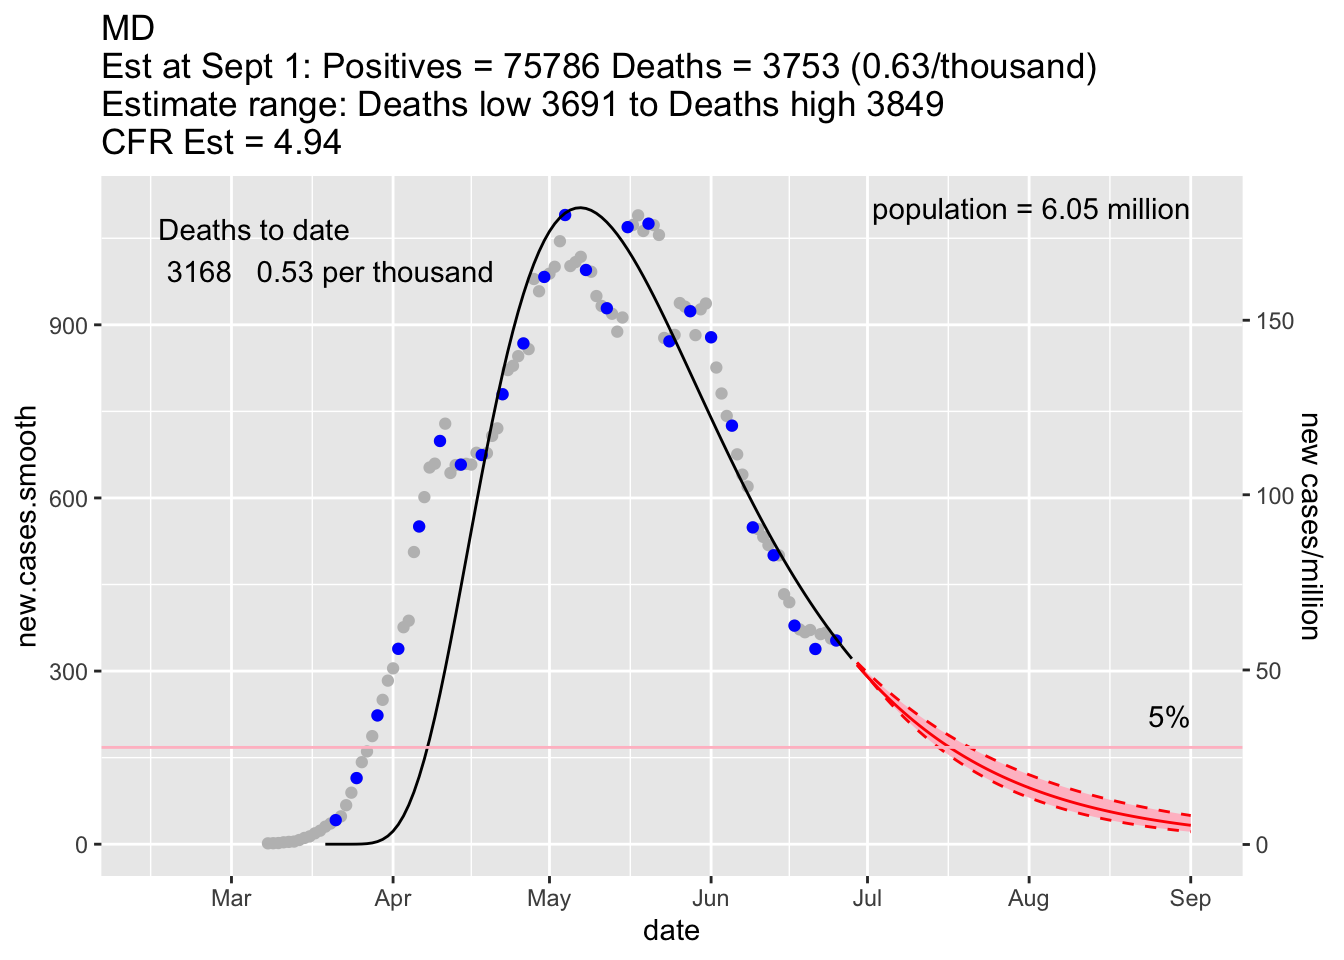 MD
Est at Sept 1: Positives = 75786 Deaths = 3753 (0.63/thousand)
Estimate range: Deaths low 3691 to Deaths high 3849
CFR Est = 4.94
Deaths to date
3168 0.53 per thousand
population = 6.05 million
5%
new.cases.smooth
900
600
300
0
150
100
50
0
new cases/million
Mar Apr May Jun Jul Aug Sep
date